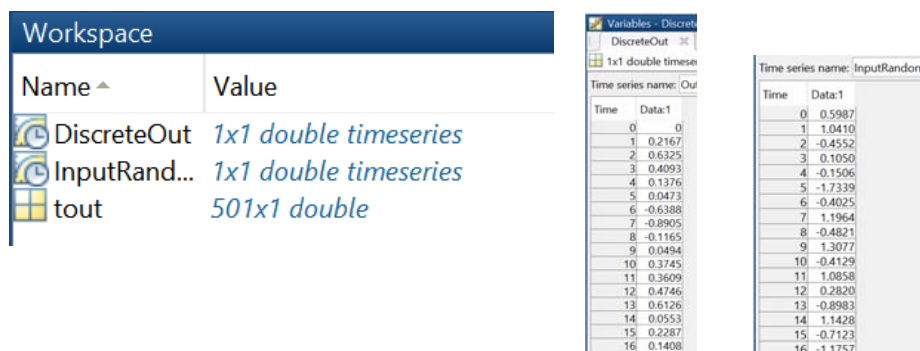 Workspace
Name Value
DiscreteOut 1x1 double timeseries
InputRand... 1x1 double timeseries
tout 501x1 double
Variables - Discret
DiscreteOut
1x1 double timese
Time series name: Ou
Time Data:1
0 0
1 0.2167
2 0.6325
3 0.4093
4 0.1376
5 0.0473
6 -0.6388
7 -0.8905
8 -0.1165
9 0.0494
10 0.3745
11 0.3609
12 0.4746
13 0.6126
14 0.0553
15 0.2287
16 0.1408
Time series name: InputRandon
Time Data:1
0 0.5987
1 1.0410
2 -0.4552
3 0.1050
4 -0.1506
5 -1.7339
6 -0.4025
7 1.1964
8 -0.4821
9 1.3077
10 -0.4129
11 1.0858
12 0.2820
13 -0.8983
14 1.1428
15 -0.7123
16 -1.1757